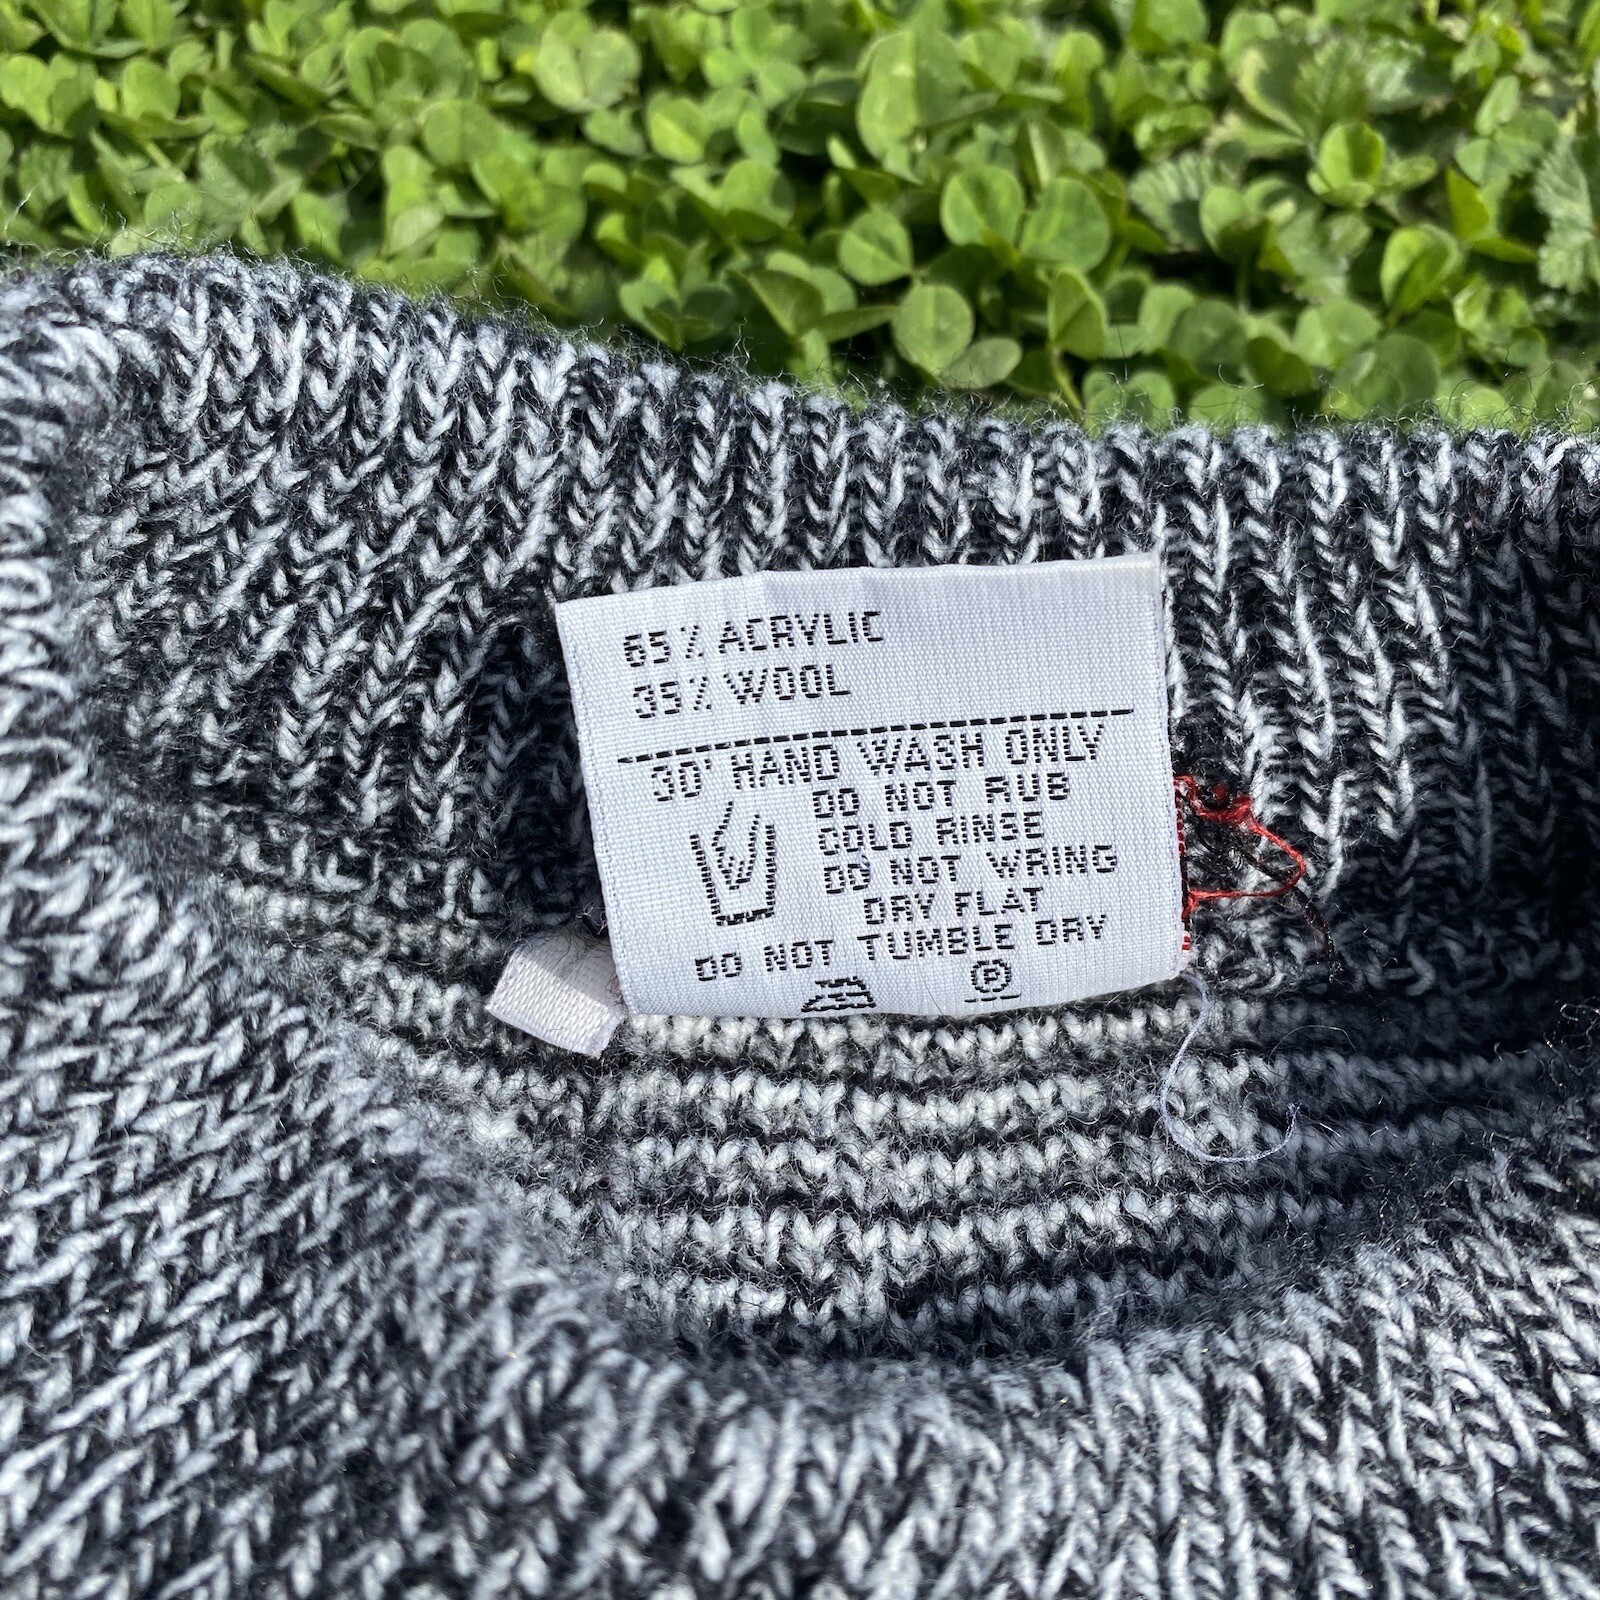 65% ACRYLIC
35% WOOL
30° HAND WASH ONLY
DO NOT RUB
COLD RINSE
DO NOT WRING
DRY FLAT
DO NOT TUMBLE DRY
P